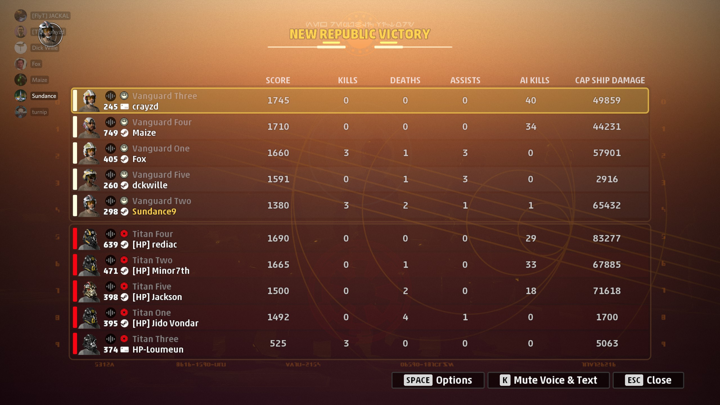 [FtyT] JACKAL
Dick Wille
Fox
Maize
Sundance
turnip
NEW REPUBLIC VICTORY
SCORE KILLS DEATHS ASSISTS AI KILLS CAP SHIP DAMAGE
Vanguard Three
245 crayzd 1745 0 0 0 40 49859
Vanguard Four
749 Maize 1710 0 0 0 34 44231
Vanguard One
405 Fox 1660 3 1 3 0 57901
Vanguard Five
260 dckwille 1591 0 1 3 0 2916
Vanguard Two
298 Sundance9 1380 3 2 1 1 65432
Titan Four
639 [HP] rediac 1690 0 0 0 29 83277
Titan Two
471 [HP] Minor7th 1665 0 1 0 33 67885
Titan Five
398 [HP] Jackson 1500 0 2 0 18 71618
Titan One
395 [HP] Jido Vondar 1492 0 4 1 0 1700
Titan Three
374 HP-Loumeun 525 3 0 0 0 5063
SPACE Options K Mute Voice & Text ESC Close